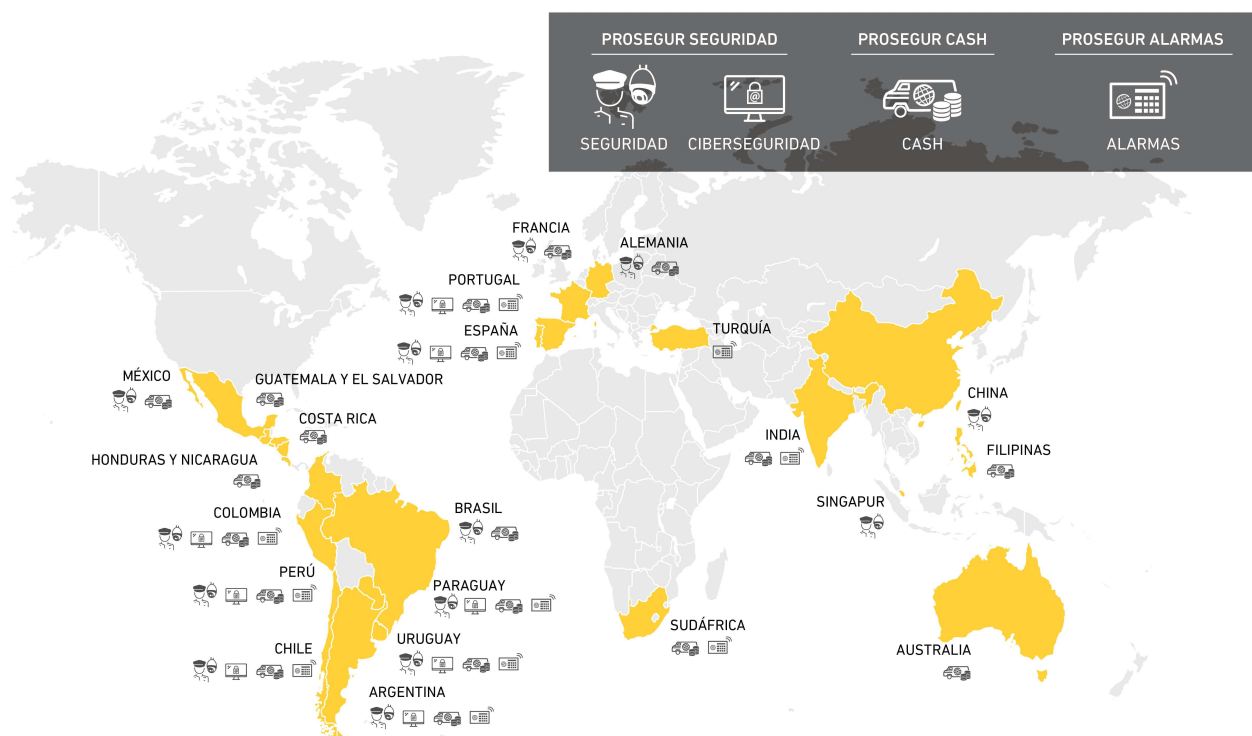 PROSEGUR SEGURIDAD
PROSEGUR CASH
PROSEGUR ALARMAS
SEGURIDAD
CIBERSEGURIDAD
CASH
ALARMAS
FRANCIA
ALEMANIA
PORTUGAL
ESPAÑA
TURQUÍA
MÉXICO
GUATEMALA Y EL SALVADOR
COSTA RICA
CHINA
INDIA
FILIPINAS
HONDURAS Y NICARAGUA
SINGAPUR
COLOMBIA
BRASIL
PERÚ
PARAGUAY
SUDÁFRICA
CHILE
URUGUAY
AUSTRALIA
ARGENTINA